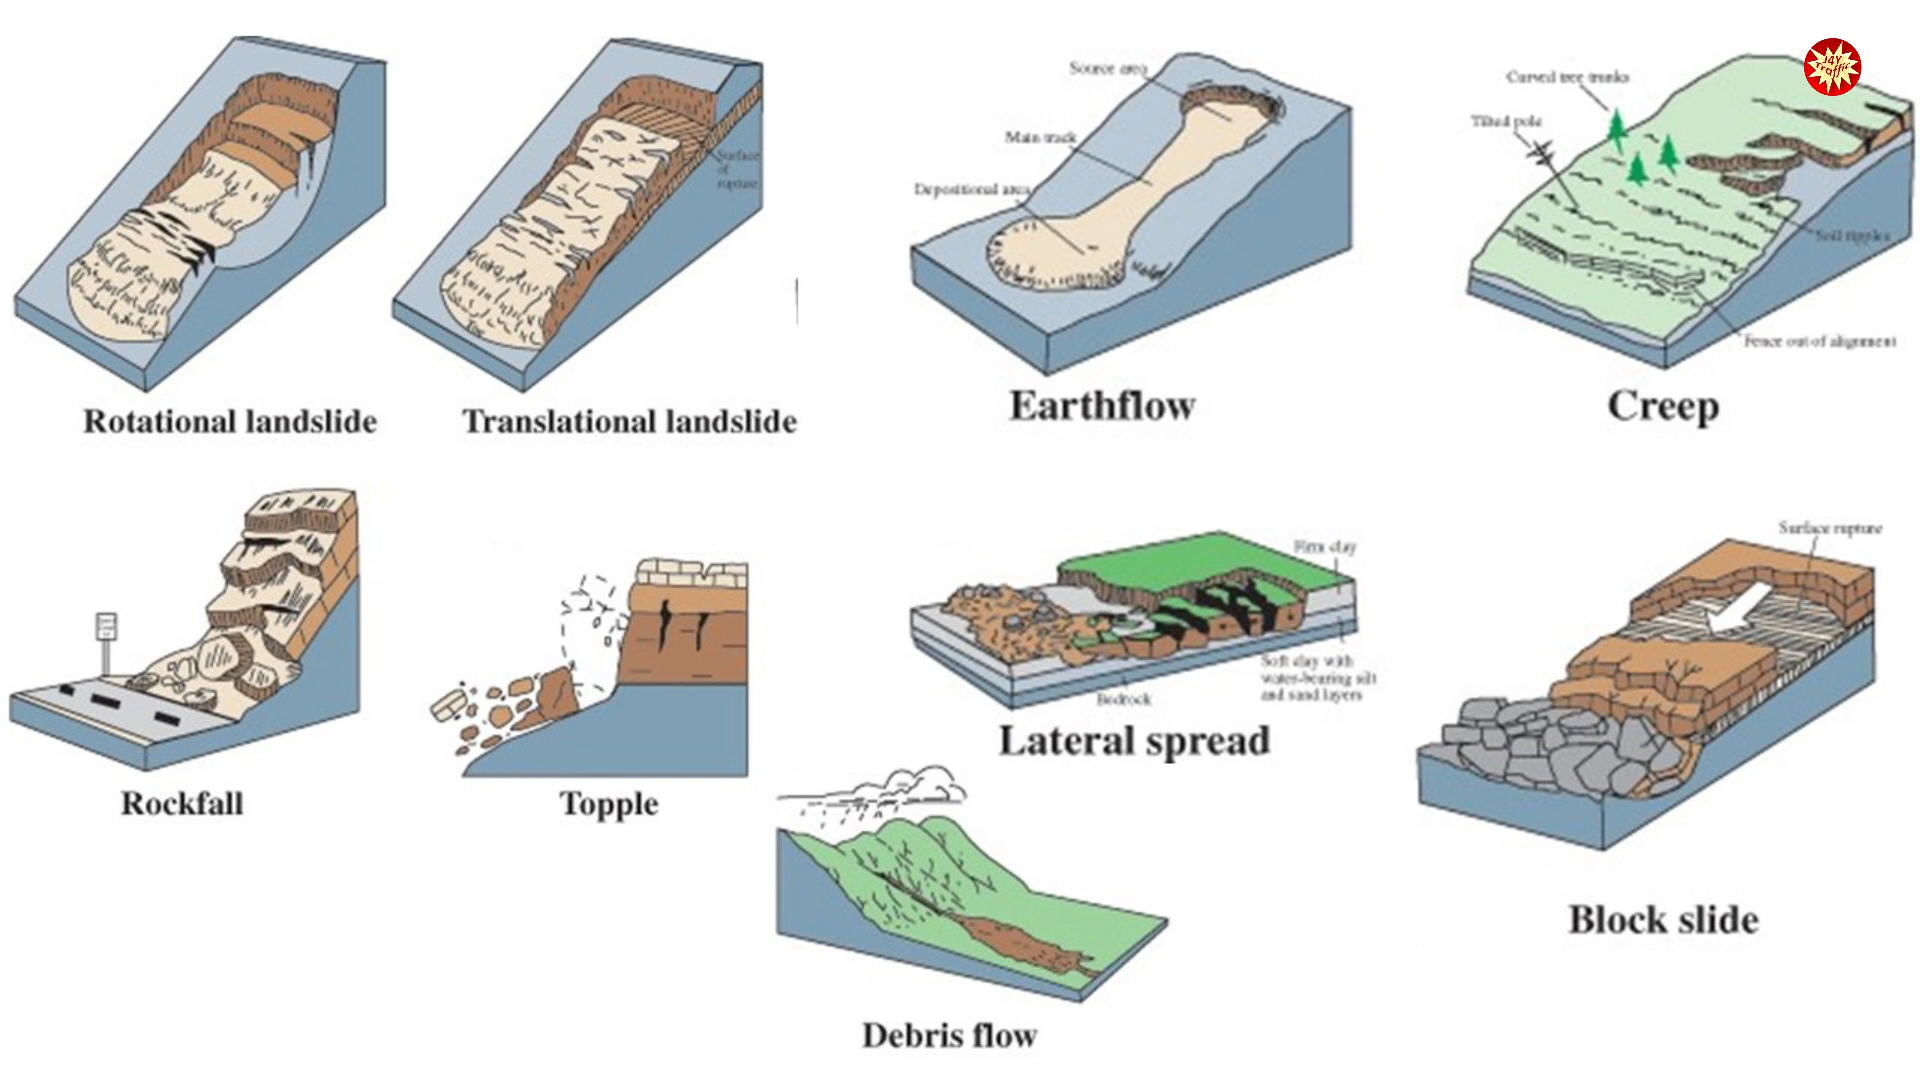 J4Y
Traffic
Source area
Main track
Depositional area
Curved tree trunks
Tilted pole
Soil ripples
Fence out of alignment
Surface
of
rupture
Rotational landslide
Translational landslide
Earthflow
Creep
Firm clay
Soft clay with
water-bearing silt
and sand layers
Bedrock
Surface rupture
Rockfall
Topple
Lateral spread
Block slide
Debris flow